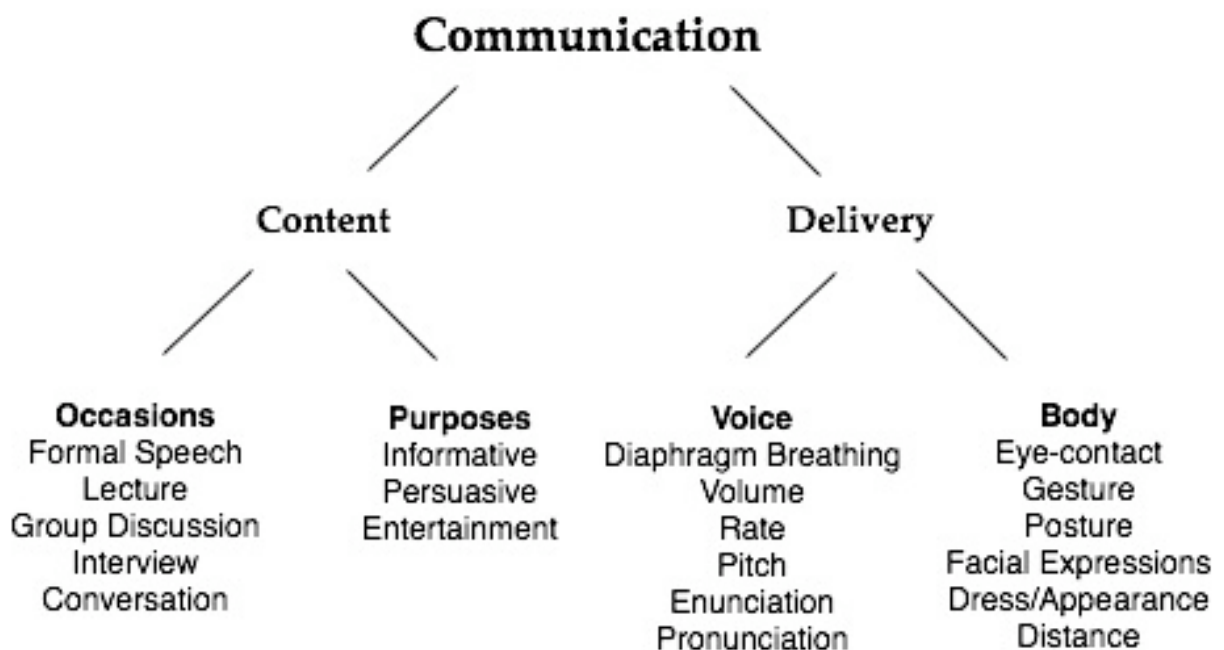 Communication
Content
Delivery
Occasions
Formal Speech
Lecture
Group Discussion
Interview
Conversation
Purposes
Informative
Persuasive
Entertainment
Voice
Diaphragm Breathing
Volume
Rate
Pitch
Enunciation
Pronunciation
Body
Eye-contact
Gesture
Posture
Facial Expressions
Dress/Appearance
Distance